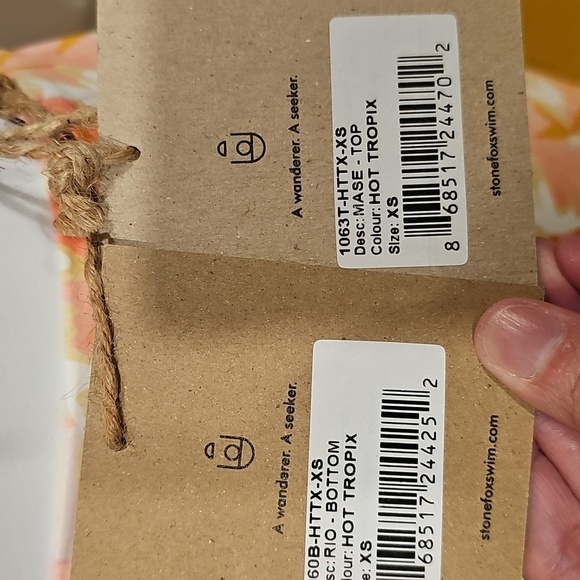 A wanderer. A seeker.
1063T-HTTX-XS
Desc: MASE - TOP
Colour: HOT TROPIX
Size: XS
8 68517 24470 2
stonefoxswim.com
A wanderer. A seeker.
60B-HTTX-XS
sc: RIO - BOTTOM
lour: HOT TROPIX
e: XS
68517 24425 2
stonefoxswim.com